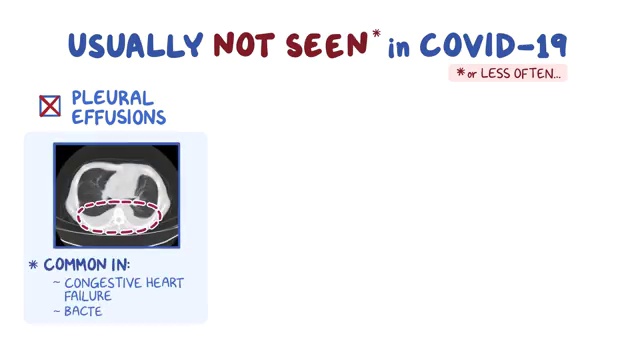 USUALLY NOT SEEN* in COVID-19
* or LESS OFTEN...
PLEURAL
EFFUSIONS
* COMMON IN:
~ CONGESTIVE HEART
FAILURE
~ BACTE